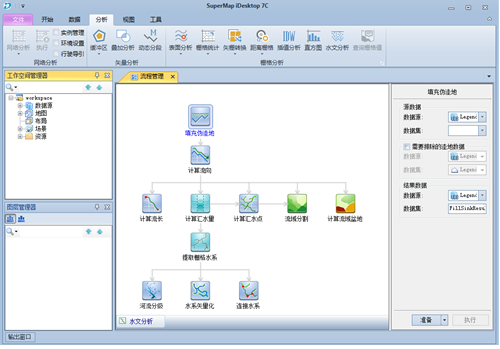 SuperMap iDesktop 7C
文件 开始 数据 分析 视图 工具
网络分析 执行 实例管理 环境设置 行驶导引 缓冲区 叠加分析 动态分段 表面分析 栅格统计 矢栅转换 距离栅格 插值分析 直方图 水文分析 查询栅格值
网络分析 矢量分析 栅格分析
工作空间管理器
workspace
数据源
地图
布局
场景
资源
图层管理器
流程管理
填充伪洼地
计算流向
计算流长 计算汇水量 计算汇水点 流域分割 计算流域盆地
提取栅格水系
河流分级 水系矢量化 连接水系
水文分析
填充伪洼地
源数据
数据源: Legend
数据集:
需要排除的洼地数据
数据源: Legend
数据集:
结果数据
数据源: Legend
数据集: FillSinkResu
准备 执行
输出窗口